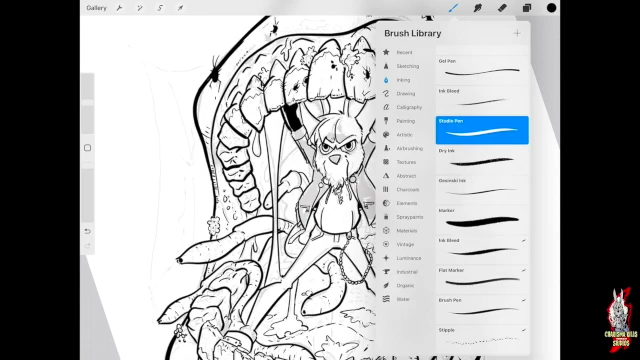 Gallery
Brush Library
Recent
Sketching
Inking
Drawing
Calligraphy
Painting
Artistic
Airbrushing
Textures
Abstract
Charcoals
Elements
Spraypaints
Materials
Vintage
Luminance
Industrial
Organic
Water
Gel Pen
Ink Bleed
Studio Pen
Dry Ink
Gesinski Ink
Marker
Ink Bleed
Flat Marker
Brush Pen
Stipple
STUDIOS